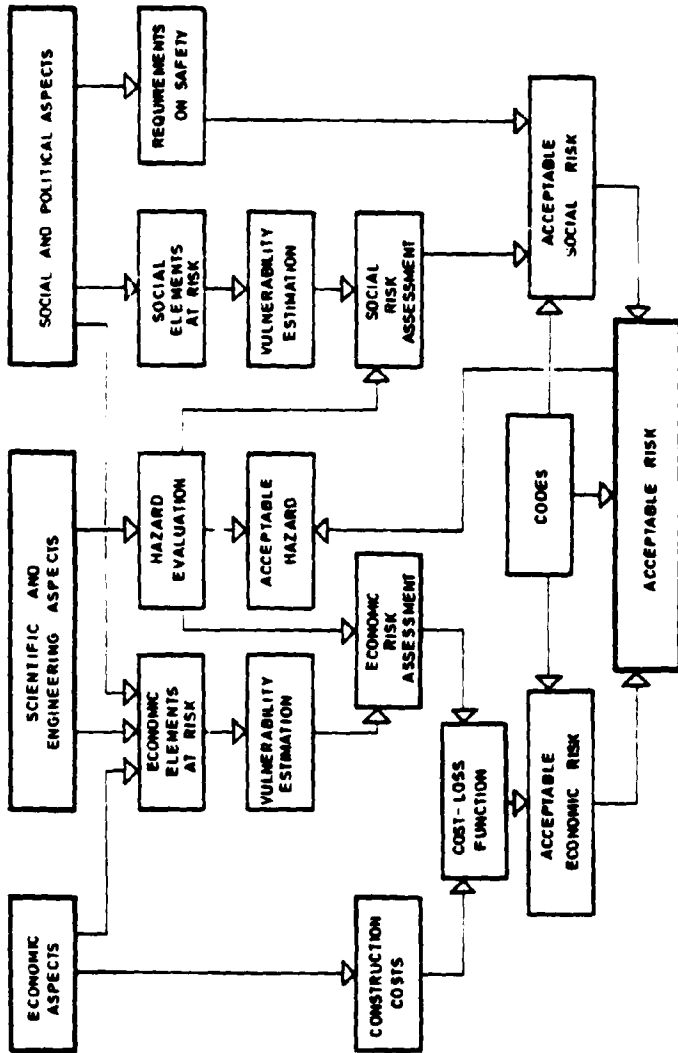 ECONOMIC
ASPECTS
SCIENTIFIC AND
ENGINEERING ASPECTS
SOCIAL AND POLITICAL ASPECTS
ECONOMIC
ELEMENTS
AT RISK
HAZARD
EVALUATION
SOCIAL
ELEMENTS
AT RISK
REQUIREMENTS
ON SAFETY
VULNERABILITY
ESTIMATION
ACCEPTABLE
HAZARD
VULNERABILITY
ESTIMATION
CONSTRUCTION
COSTS
ECONOMIC
RISK
ASSESSMENT
SOCIAL
RISK
ASSESSMENT
COST-LOSS
FUNCTION
CODES
ACCEPTABLE
ECONOMIC RISK
ACCEPTABLE
SOCIAL RISK
ACCEPTABLE RISK